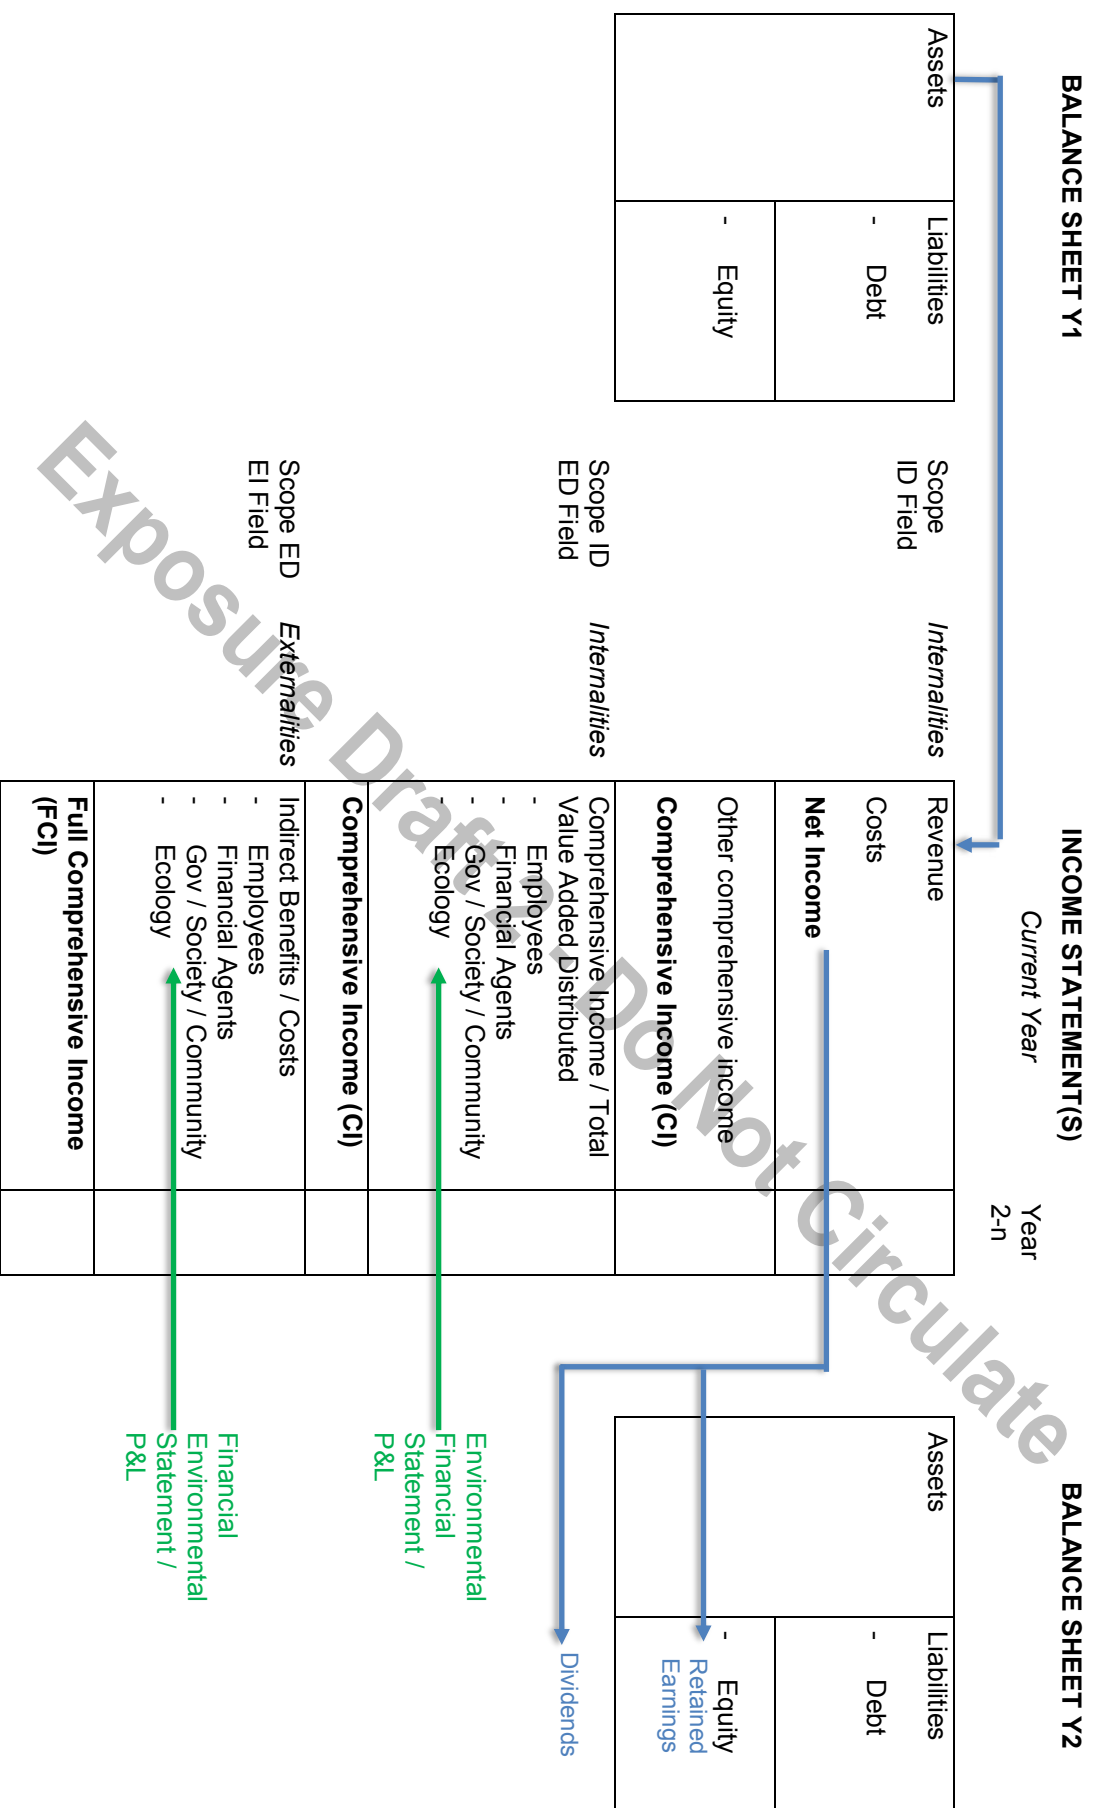 BALANCE SHEET Y1
Assets
Liabilities
- Debt
- Equity
INCOME STATEMENT(S)
Current Year
Year
2-n
Scope
ID Field
Internalities
Revenue
Costs
Net Income
Other comprehensive income
Comprehensive Income (CI)
Scope ID
ED Field
Internalities
Comprehensive Income / Total
Value Added Distributed
- Employees
- Financial Agents
- Gov / Society / Community
- Ecology
Comprehensive Income (CI)
Scope ED
EI Field
Externalities
Indirect Benefits / Costs
- Employees
- Financial Agents
- Gov / Society / Community
- Ecology
Full Comprehensive Income
(FCI)
Environmental
Financial
Statement /
P&L
Financial
Environmental
Statement /
P&L
BALANCE SHEET Y2
Assets
Liabilities
- Debt
- Equity
Retained
Earnings
Dividends
Exposure Draft 2 - Do Not Circulate